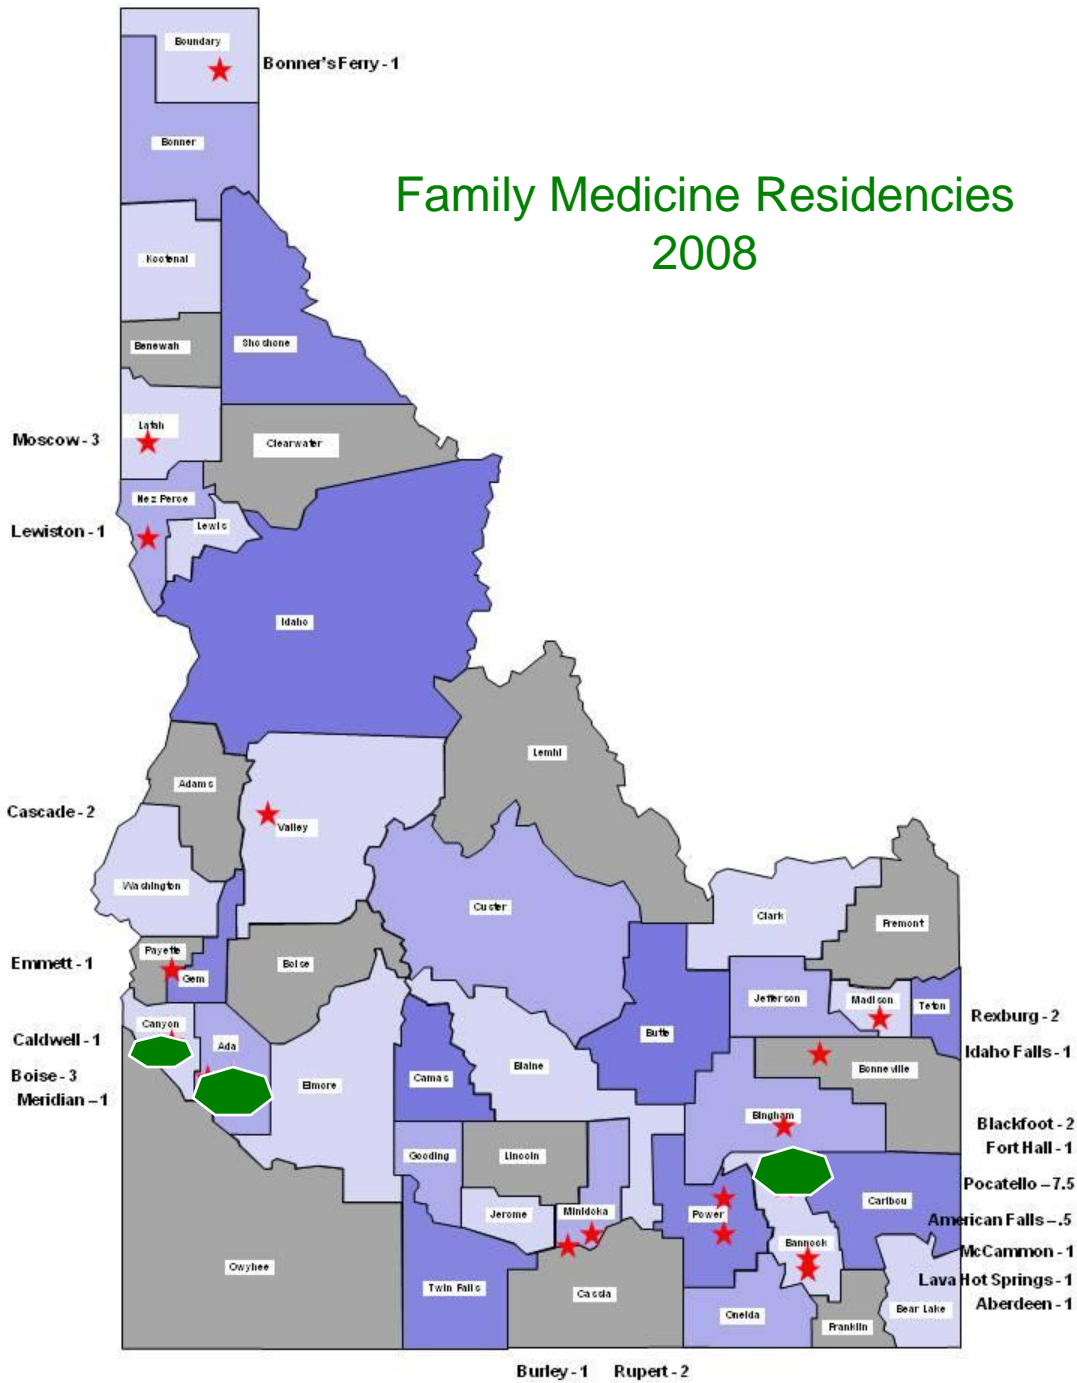 Boundary
Bonner's Ferry - 1
Bonner
Family Medicine Residencies
2008
Kootenai
Benewah
Shoshone
Latah
Moscow - 3
Clearwater
Nez Perce
Lewis
Lewiston - 1
Idaho
Lemhi
Adams
Cascade - 2
Valley
Washington
Custer
Clark
Fremont
Payette
Emmett - 1
Gem
Boise
Jefferson
Madison
Teton
Rexburg - 2
Canyon
Caldwell - 1
Ada
Butte
Idaho Falls - 1
Bonneville
Blaine
Boise - 3
Camas
Elmore
Meridian - 1
Bingham
Blackfoot - 2
Fort Hall - 1
Gooding
Lincoln
Pocatello - 7.5
Caribou
Jerome
Minidoka
Power
American Falls - .5
Bannock
McCammon - 1
Owyhee
Lava Hot Springs - 1
Twin Falls
Cassia
Aberdeen - 1
Oneida
Bear Lake
Franklin
Burley - 1 Rupert - 2